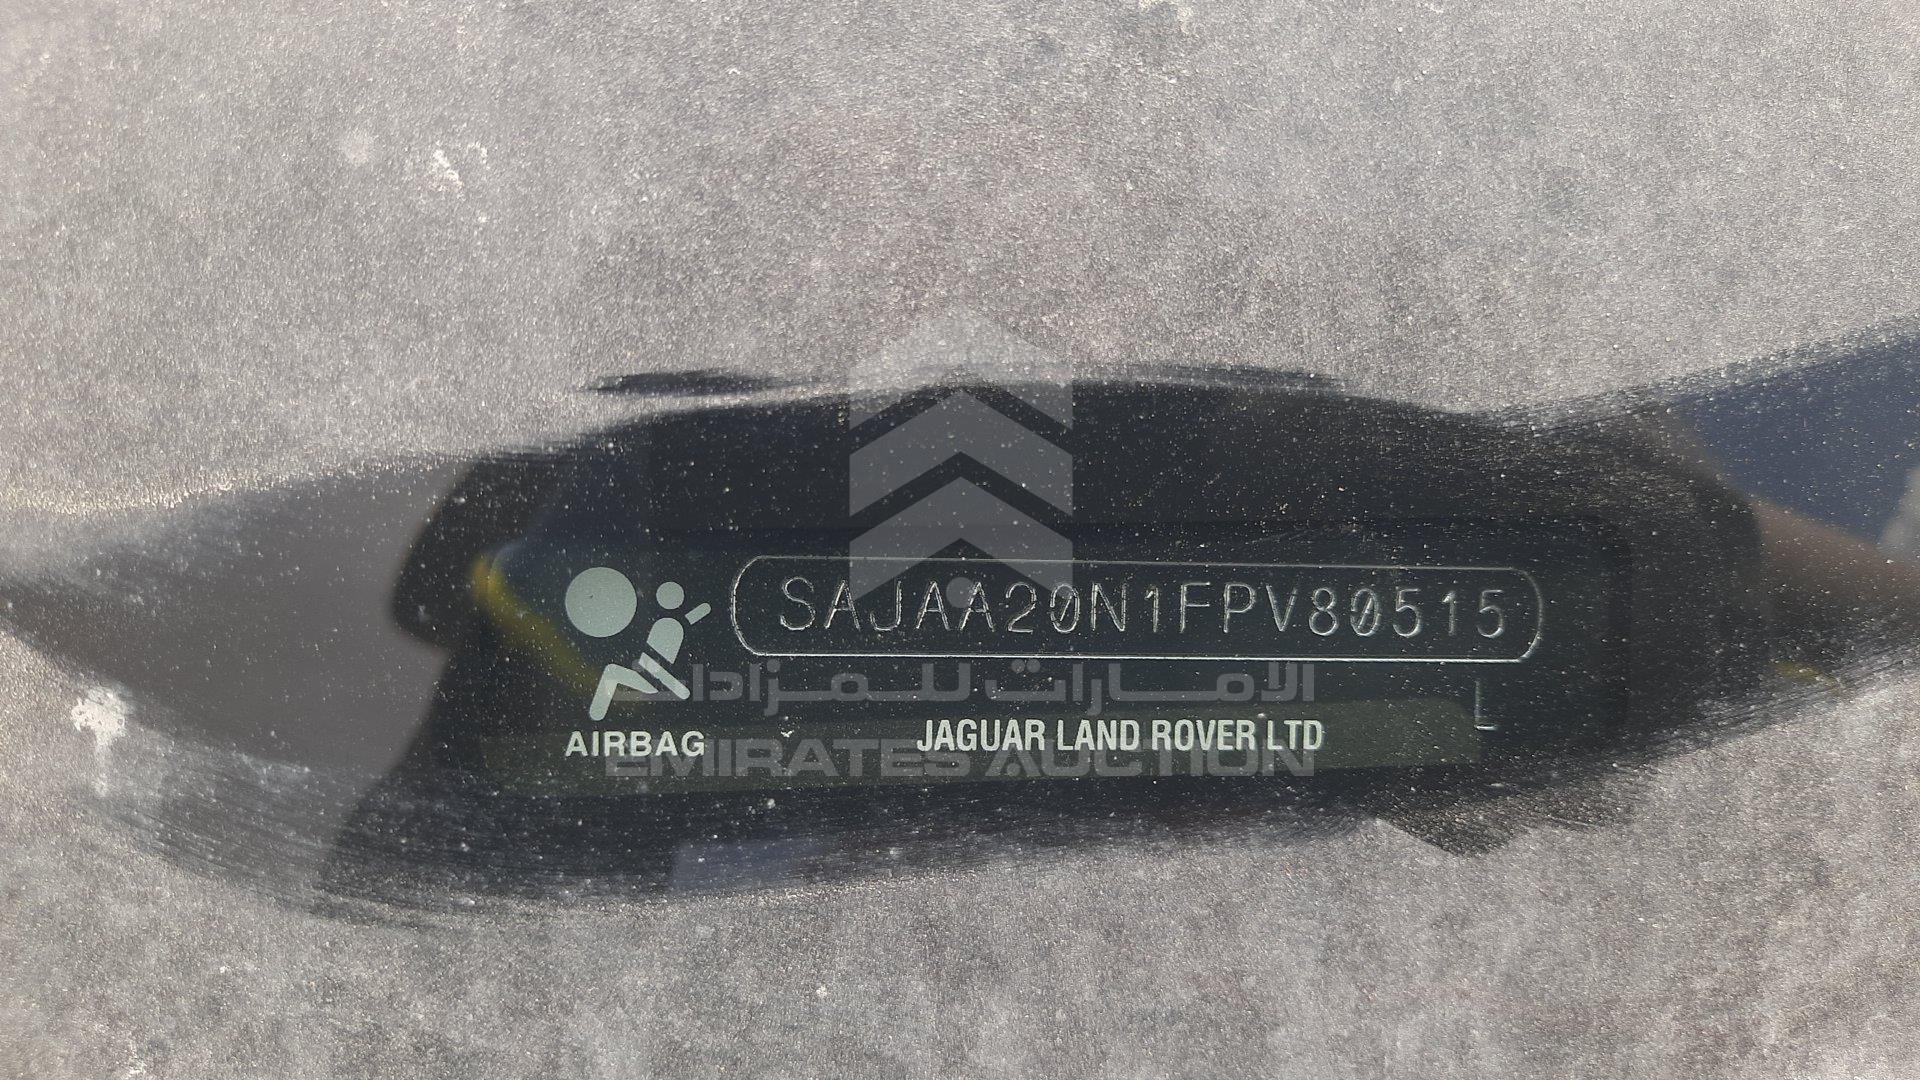 SAJAA20N1FPV80515
الامارات للمزادات
L
AIRBAG
JAGUAR LAND ROVER LTD
EMIRATES AUCTION